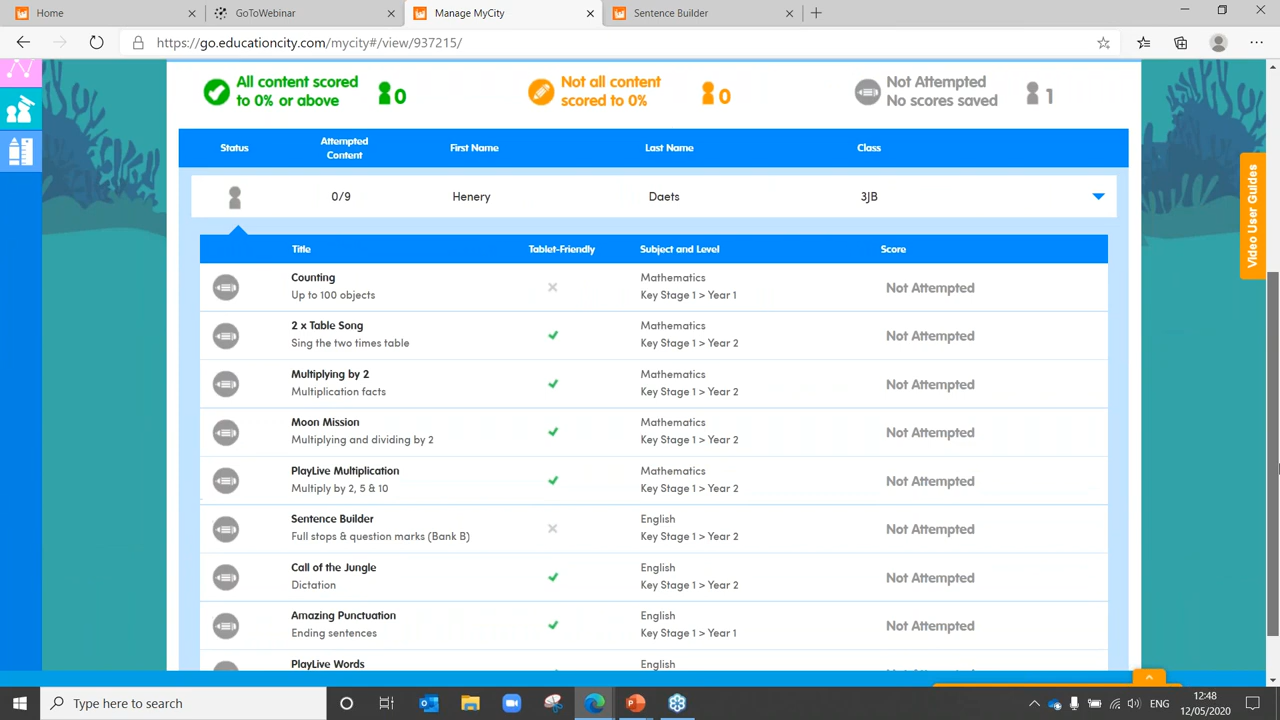 Home
GoToWebinar
Manage MyCity
Sentence Builder
https://go.educationcity.com/mycity#/view/937215/
All content scored
to 0% or above
0
Not all content
scored to 0%
0
Not Attempted
No scores saved
1
Status
Attempted
Content
First Name
Last Name
Class
0/9
Henery
Daets
3JB
Title
Tablet-Friendly
Subject and Level
Score
Counting
Up to 100 objects
Mathematics
Key Stage 1 > Year 1
Not Attempted
2 x Table Song
Sing the two times table
Mathematics
Key Stage 1 > Year 2
Not Attempted
Multiplying by 2
Multiplication facts
Mathematics
Key Stage 1 > Year 2
Not Attempted
Moon Mission
Multiplying and dividing by 2
Mathematics
Key Stage 1 > Year 2
Not Attempted
PlayLive Multiplication
Multiply by 2, 5 & 10
Mathematics
Key Stage 1 > Year 2
Not Attempted
Sentence Builder
Full stops & question marks (Bank B)
English
Key Stage 1 > Year 2
Not Attempted
Call of the Jungle
Dictation
English
Key Stage 1 > Year 2
Not Attempted
Amazing Punctuation
Ending sentences
English
Key Stage 1 > Year 1
Not Attempted
PlayLive Words
English
Video User Guides
Type here to search
ENG
12:48
12/05/2020